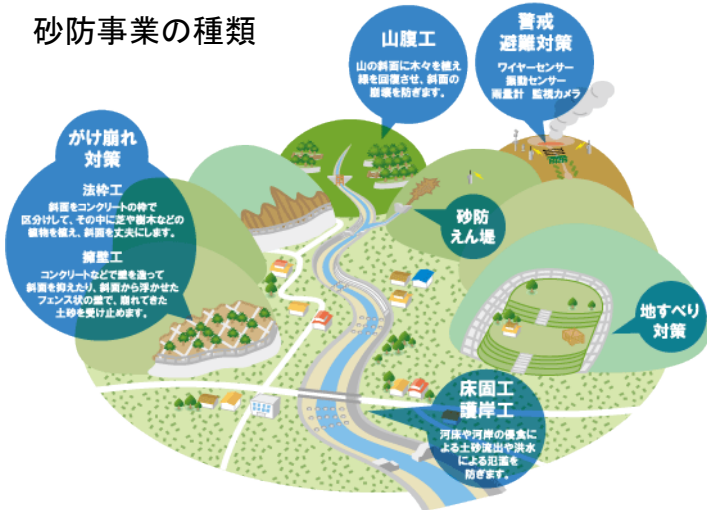 砂防事業の種類
山腹工
山の斜面に木々を植え
緑を回復させ、斜面の
崩壊を防ぎます。
警戒
避難対策
ワイヤーセンサー
振動センサー
雨量計 監視カメラ
がけ崩れ
対策
法枠工
斜面をコンクリートの枠で
区分けして、その中に芝や樹木などの
植物を植え、斜面を丈夫にします。
擁壁工
コンクリートなどで壁を造って
斜面を抑えたり、斜面から浮かせた
フェンス状の壁で、崩れてきた
土砂を受け止めます。
砂防
えん堤
地すべり
対策
床固工
護岸工
河床や河岸の侵食に
よる土砂流出や洪水
による氾濫を
防ぎます。